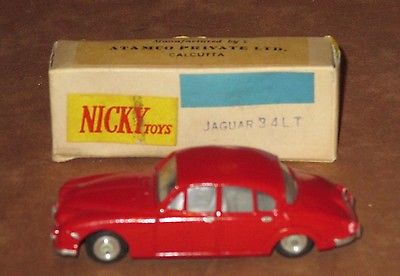 Manufactured by :
ATAMCO PRIVATE LTD.
CALCUTTA
NICKY TOYS
JAGUAR 3 4 L T